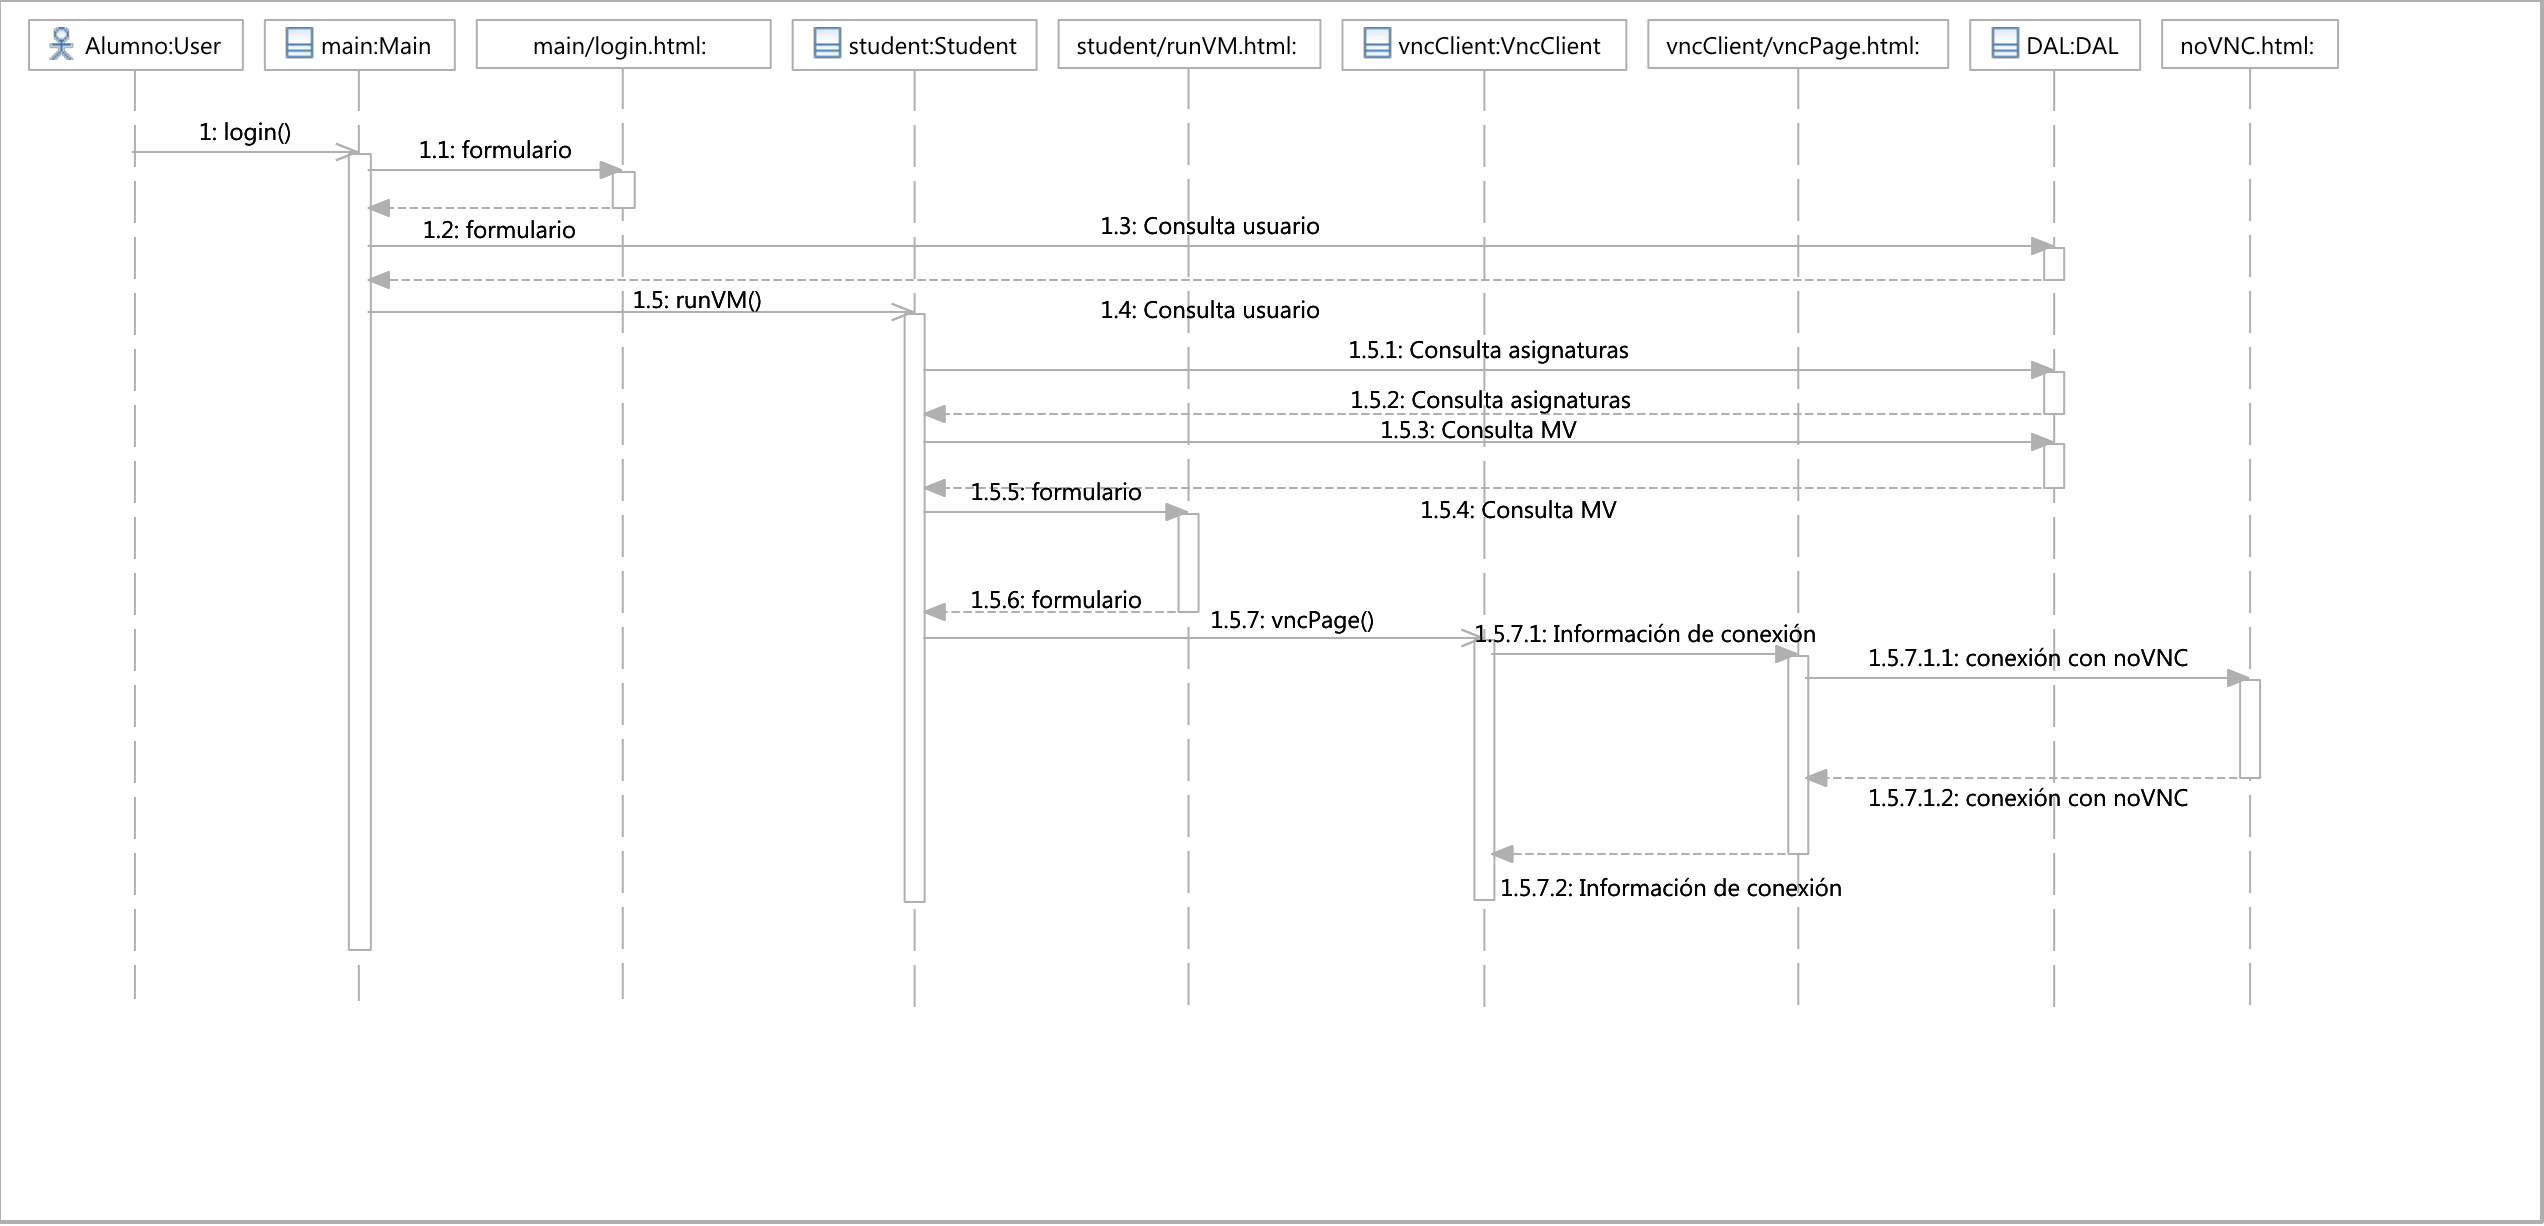 Alumno:User
main:Main
main/login.html:
student:Student
student/runVM.html:
vncClient:VncClient
vncClient/vncPage.html:
DAL:DAL
noVNC.html:
1: login()
1.1: formulario
1.2: formulario
1.3: Consulta usuario
1.4: Consulta usuario
1.5: runVM()
1.5.1: Consulta asignaturas
1.5.2: Consulta asignaturas
1.5.3: Consulta MV
1.5.4: Consulta MV
1.5.5: formulario
1.5.6: formulario
1.5.7: vncPage()
1.5.7.1: Información de conexión
1.5.7.1.1: conexión con noVNC
1.5.7.1.2: conexión con noVNC
1.5.7.2: Información de conexión